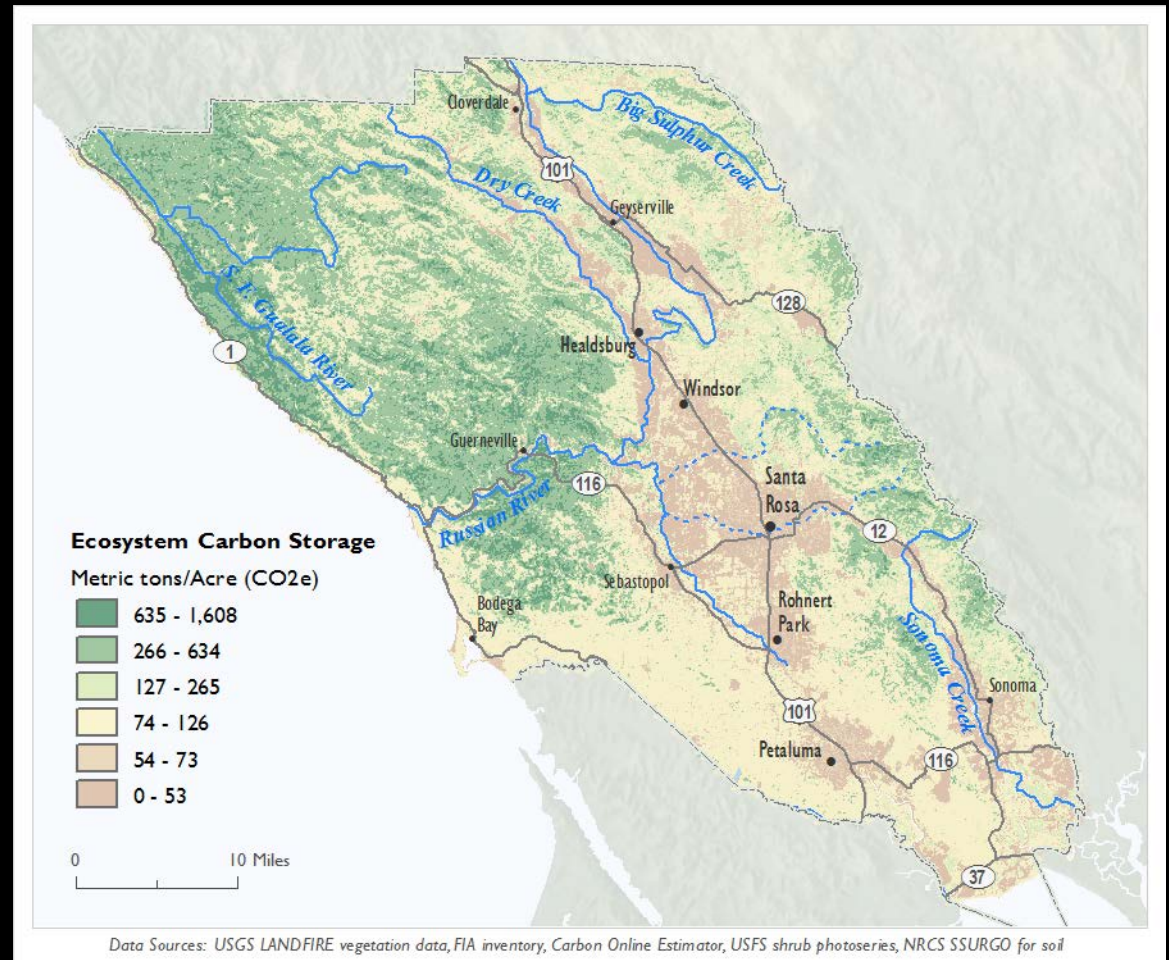 Cloverdale
Big Sulphur Creek
101
Dry Creek
Geyserville
128
S. F. Gualala River
1
Healdsburg
Windsor
Guerneville
116
Russian River
Santa
Rosa
12
Ecosystem Carbon Storage
Metric tons/Acre (CO2e)
635 - 1,608
266 - 634
127 - 265
74 - 126
54 - 73
0 - 53
0 10 Miles
Sebastopol
Bodega
Bay
Rohnert
Park
Sonoma Creek
Sonoma
101
Petaluma
116
37
Data Sources: USGS LANDFIRE vegetation data, FIA inventory, Carbon Online Estimator, USFS shrub photoseries, NRCS SSURGO for soil